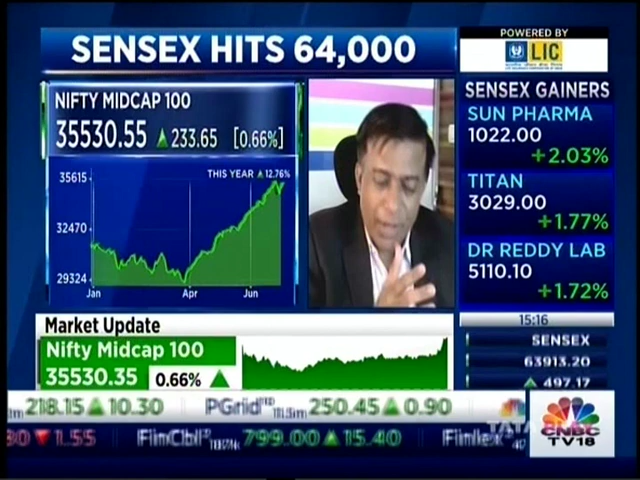 SENSEX HITS 64,000
POWERED BY
LIC
NIFTY MIDCAP 100
35530.55 ▲ 233.65 [0.66%]
THIS YEAR ▲ 12.76%
35615
32470
29324
Jan Apr Jun
SENSEX GAINERS
SUN PHARMA
1022.00
+2.03%
TITAN
3029.00
+1.77%
DR REDDY LAB
5110.10
+1.72%
15:16
SENSEX
63913.20
▲ 497.17
Market Update
Nifty Midcap 100
35530.35 0.66% ▲
218.15 ▲ 10.30 PGrid 250.45 ▲ 0.90
▼ 1.55 799.00 ▲ 15.40
CNBC
TV18